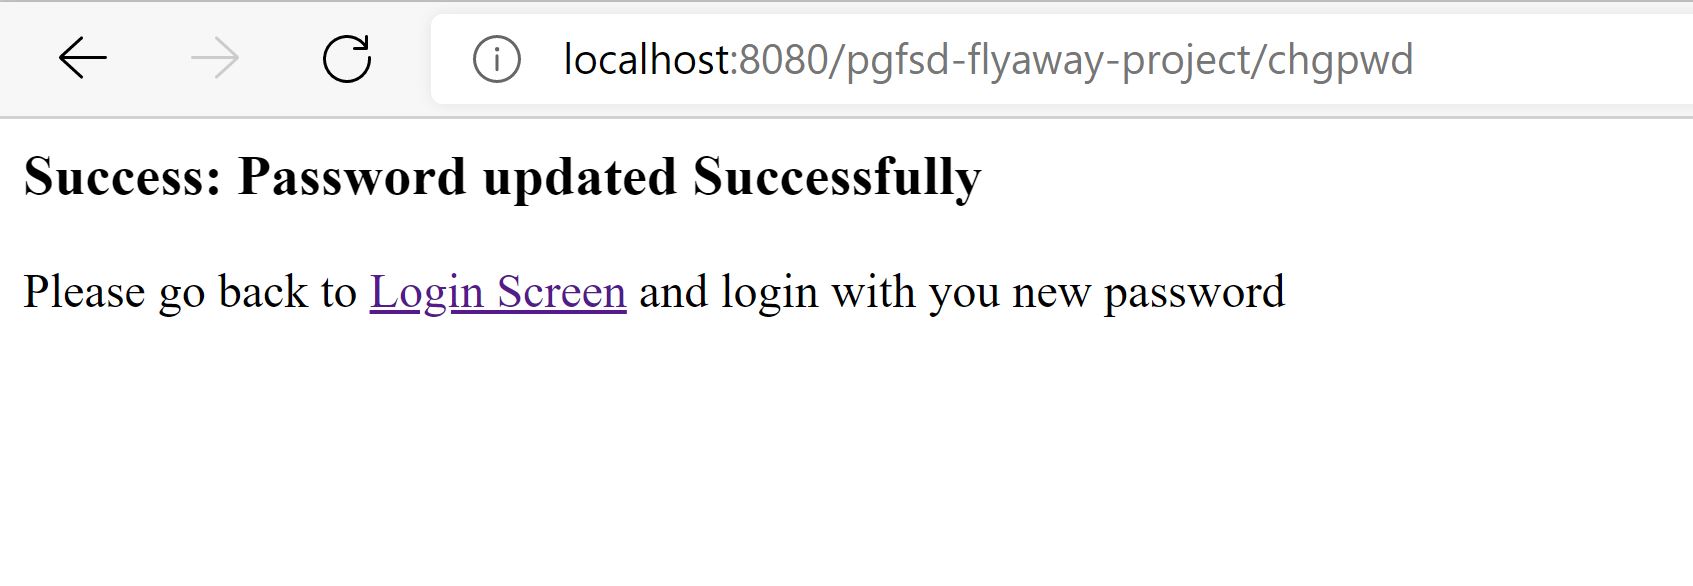 localhost:8080/pgfsd-flyaway-project/chgpwd
Success: Password updated Successfully
Please go back to Login Screen and login with you new password